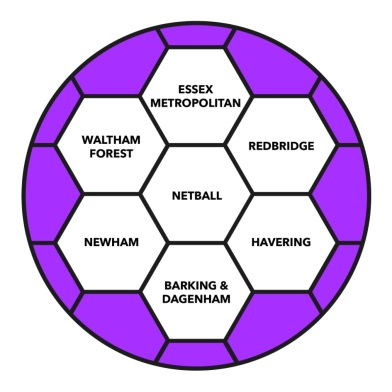 ESSEX
METROPOLITAN
WALTHAM
FOREST
REDBRIDGE
NETBALL
NEWHAM
HAVERING
BARKING &
DAGENHAM